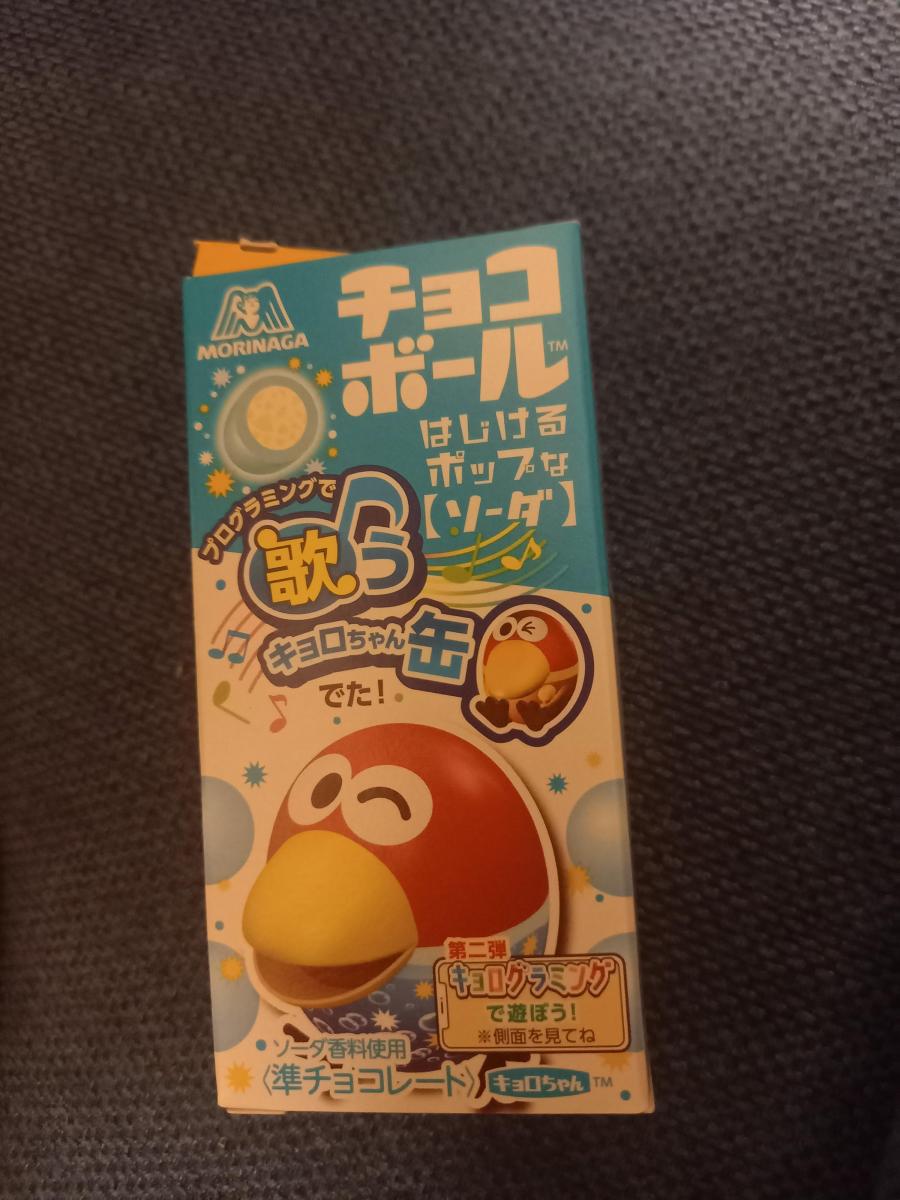 MORINAGA
チョコ
ボール™
はじける
ポップな
【ソーダ】
プログラミングで
歌う
キョロちゃん缶
でた!
第二弾
キョログラミング
で遊ぼう!
※側面を見てね
ソーダ香料使用
〈準チョコレート〉
キョロちゃん™